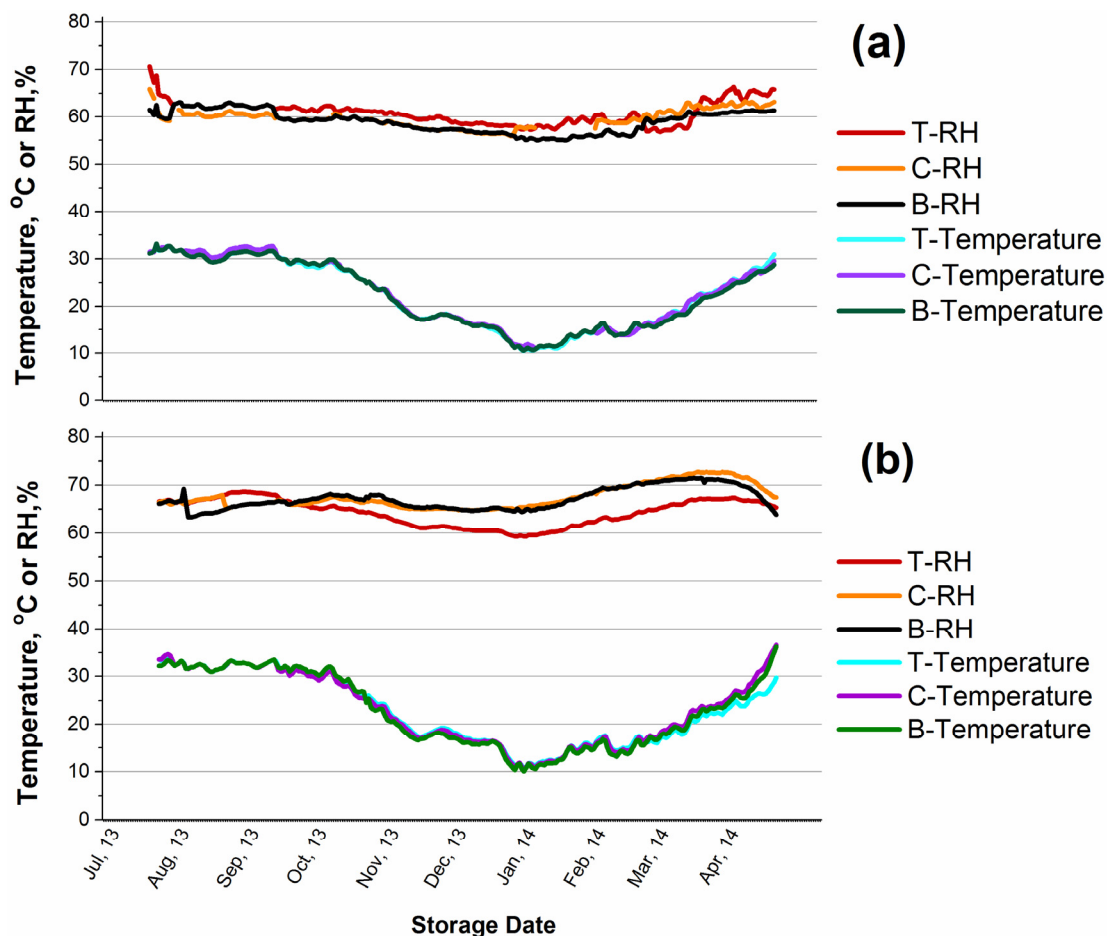 80
70
60
50
40
30
20
10
0
Temperature, °C or RH,%
(a)
T-RH
C-RH
B-RH
T-Temperature
C-Temperature
B-Temperature
80
70
60
50
40
30
20
10
0
Temperature, °C or RH,%
(b)
T-RH
C-RH
B-RH
T-Temperature
C-Temperature
B-Temperature
Jul, 13
Aug, 13
Sep, 13
Oct, 13
Nov, 13
Dec, 13
Jan, 14
Feb, 14
Mar, 14
Apr, 14
Storage Date